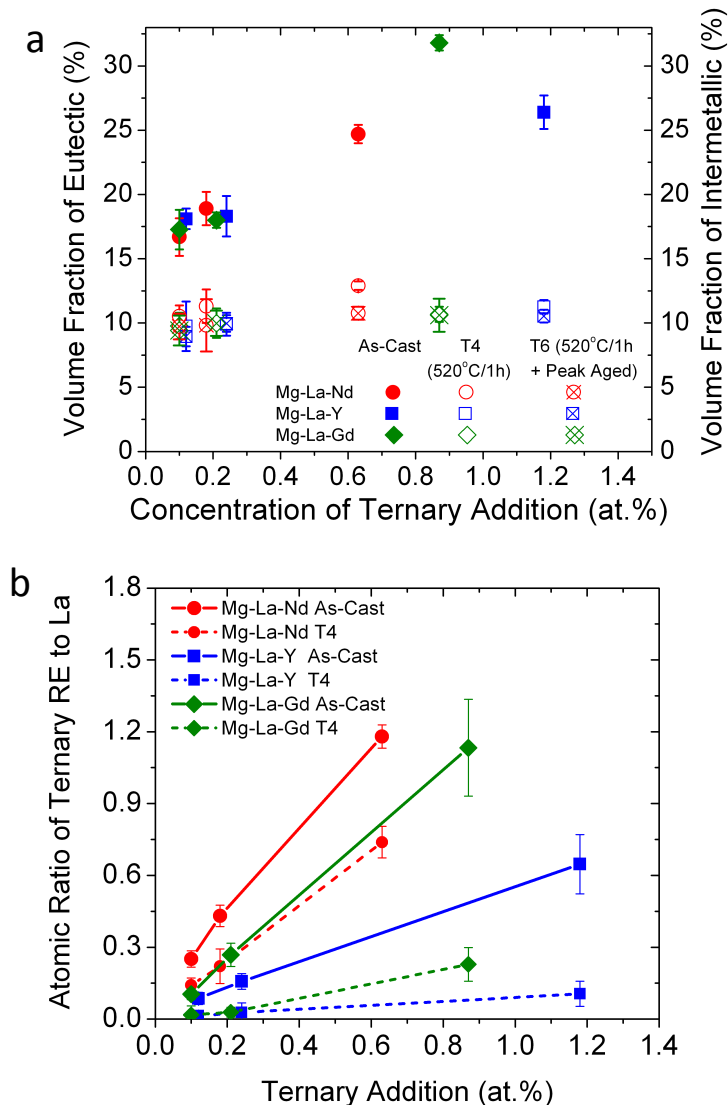 a
Volume Fraction of Eutectic (%)
Volume Fraction of Intermetallic (%)
30
25
20
15
10
5
0
30
25
20
15
10
5
0
As-Cast T4 T6 (520°C/1h
(520°C/1h) + Peak Aged)
Mg-La-Nd
Mg-La-Y
Mg-La-Gd
0.0 0.2 0.4 0.6 0.8 1.0 1.2 1.4
Concentration of Ternary Addition (at.%)
b
Atomic Ratio of Ternary RE to La
1.8
1.5
1.2
0.9
0.6
0.3
0.0
Mg-La-Nd As-Cast
Mg-La-Nd T4
Mg-La-Y As-Cast
Mg-La-Y T4
Mg-La-Gd As-Cast
Mg-La-Gd T4
0.0 0.2 0.4 0.6 0.8 1.0 1.2 1.4
Ternary Addition (at.%)